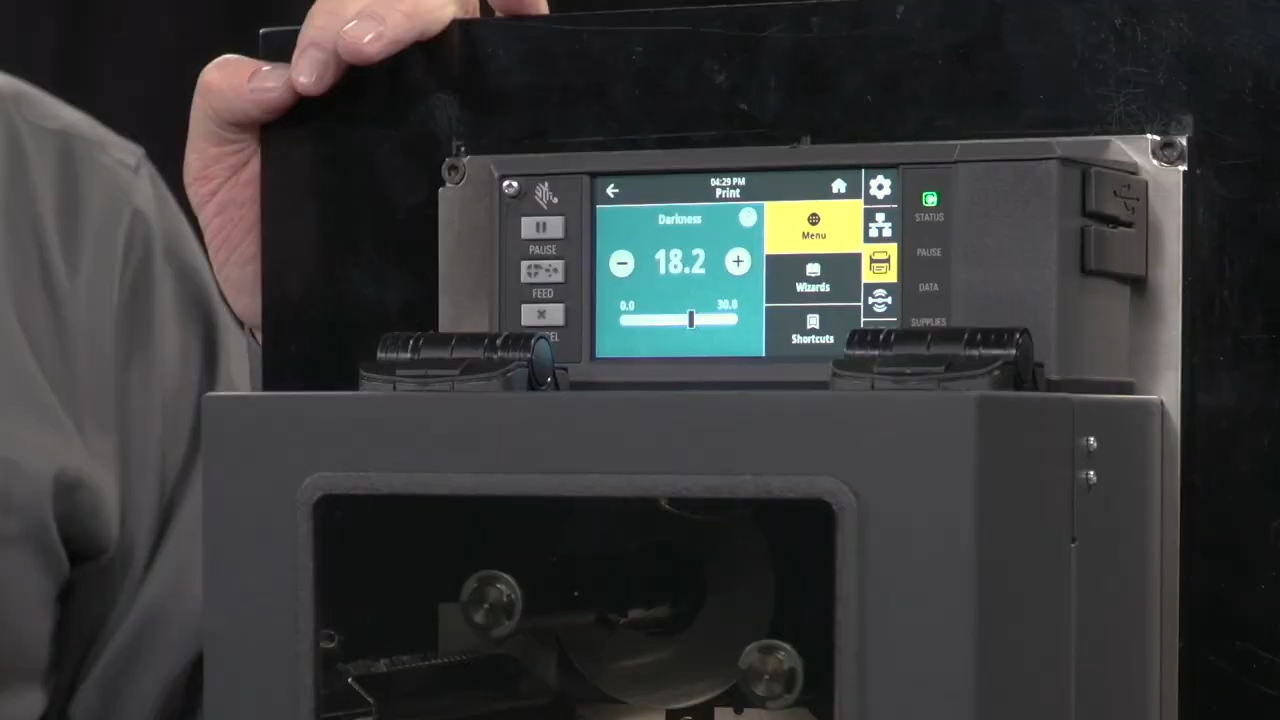 PAUSE
FEED
04:29 PM
Print
Darkness
18.2
0.0
30.0
Menu
Wizards
Shortcuts
STATUS
PAUSE
DATA
SUPPLIES